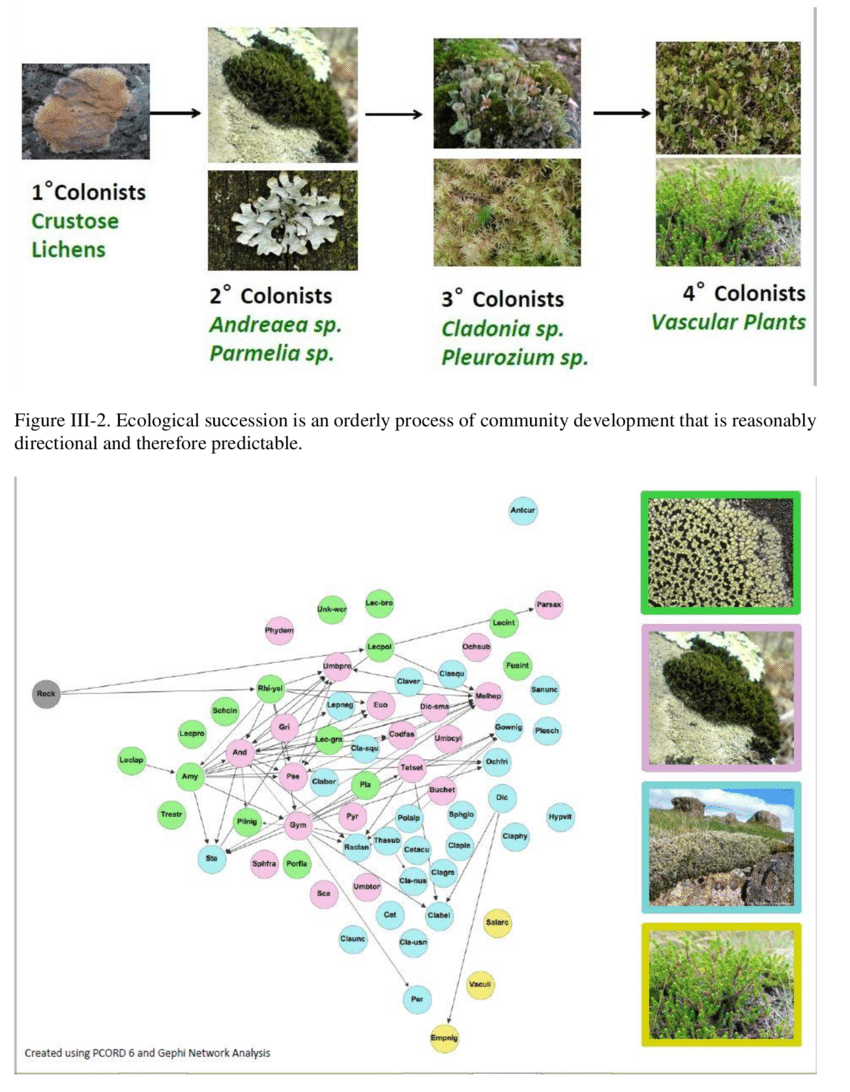 1°Colonists
Crustose
Lichens
2° Colonists
Andreaea sp.
Parmelia sp.
3° Colonists
Cladonia sp.
Pleurozium sp.
4° Colonists
Vascular Plants
Figure III-2. Ecological succession is an orderly process of community development that is reasonably
directional and therefore predictable.
Antcur
Unk-wcr
Lec-bro
Parsax
Phydem
Lecint
Lecpol
Ochsub
Umbpro
Fusint
Rock
Rhi-yel
Claver
Clasqu
Melhep
Sanunc
Schcin
Lepneg
Euo
Dic-sms
Lecpro
Gri
Gownig
Plesch
Lec-gra
Codfas
Umbcyl
And
Cla-squ
Leclap
Tetset
Ochfri
Amy
Pse
Clabor
Pla
Buchet
Dic
Treatr
Pilnig
Gym
Pyr
Polalp
Sphglo
Hypvit
Raclan
Thasub
Cetacu
Claple
Claphy
Ste
Sphfra
Porfla
Clagra
Sca
Umbtor
Cla-nus
Cet
Clabel
Salarc
Claunc
Cla-usn
Vaculi
Per
Empnig
Created using PCORD 6 and Gephi Network Analysis